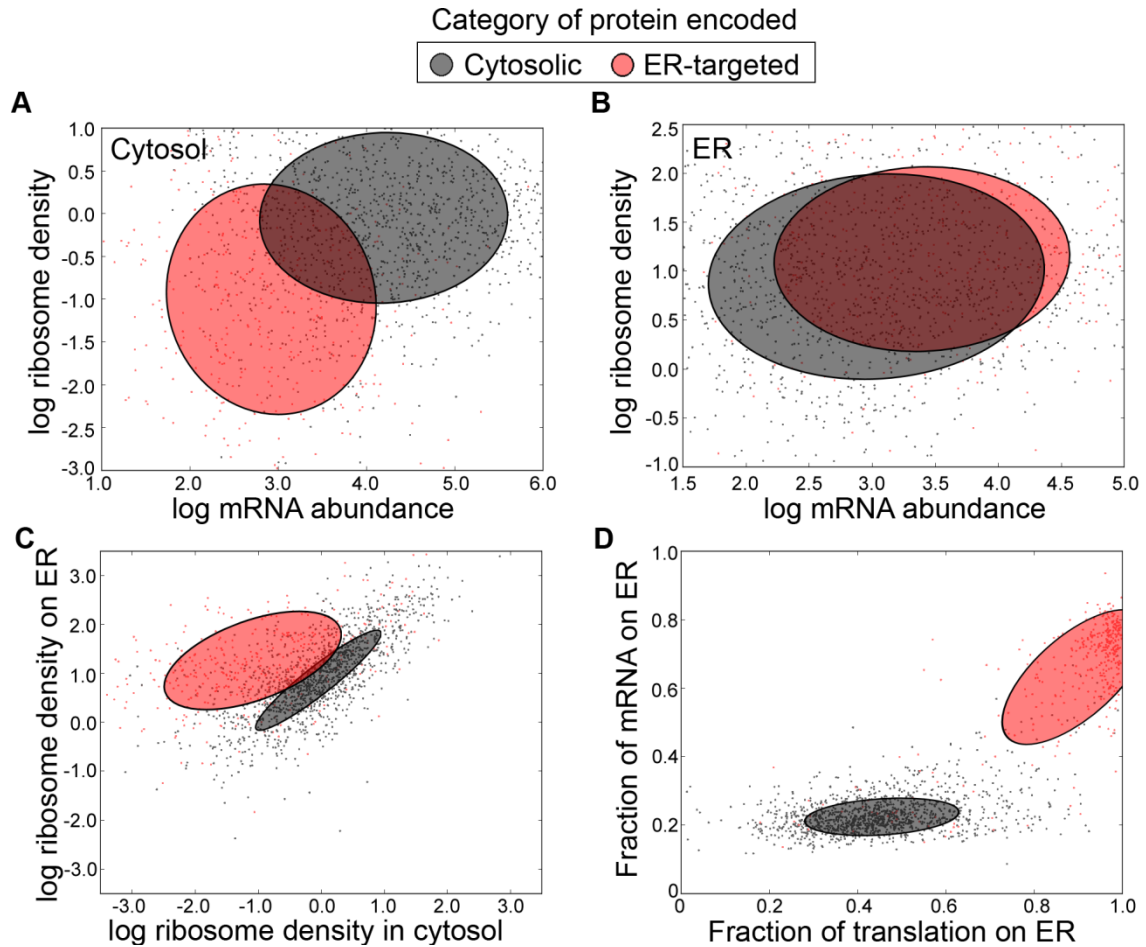 Category of protein encoded
Cytosolic ER-targeted
A
Cytosol
log ribosome density
1.0
0.5
0.0
-0.5
-1.0
-1.5
-2.0
-2.5
-3.0
1.0 2.0 3.0 4.0 5.0 6.0
log mRNA abundance
B
ER
log ribosome density
2.5
2.0
1.5
1.0
0.5
0.0
-0.5
-1.0
1.5 2.0 2.5 3.0 3.5 4.0 4.5 5.0
log mRNA abundance
C
log ribosome density on ER
3.0
2.0
1.0
0.0
-1.0
-3.0
-3.0 -2.0 -1.0 0.0 1.0 2.0 3.0
log ribosome density in cytosol
D
Fraction of mRNA on ER
1.0
0.8
0.6
0.4
0.2
0
0 0.2 0.4 0.6 0.8 1.0
Fraction of translation on ER